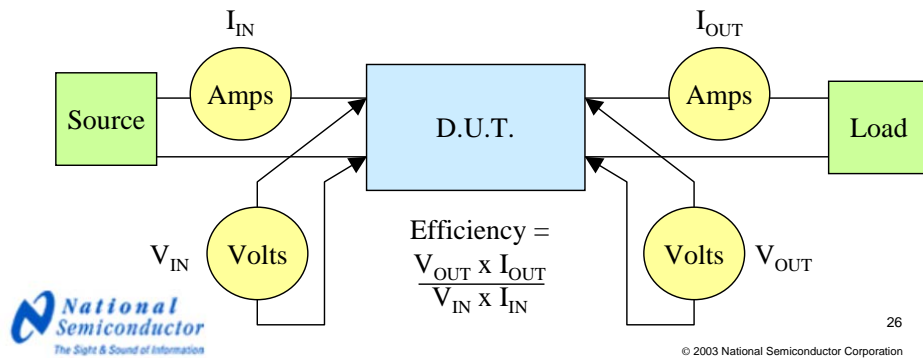 I_IN I_OUT
Amps Amps
Source D.U.T. Load
V_IN Volts Volts V_OUT
Efficiency =
V_OUT x I_OUT
V_IN x I_IN
National
Semiconductor
The Sight & Sound of Information
26
© 2003 National Semiconductor Corporation